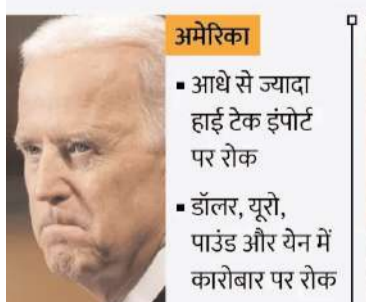 अमेरिका
▪ आधे से ज्यादा
हाई टेक इंपोर्ट
पर रोक
▪ डॉलर, यूरो,
पाउंड और येन में
कारोबार पर रोक